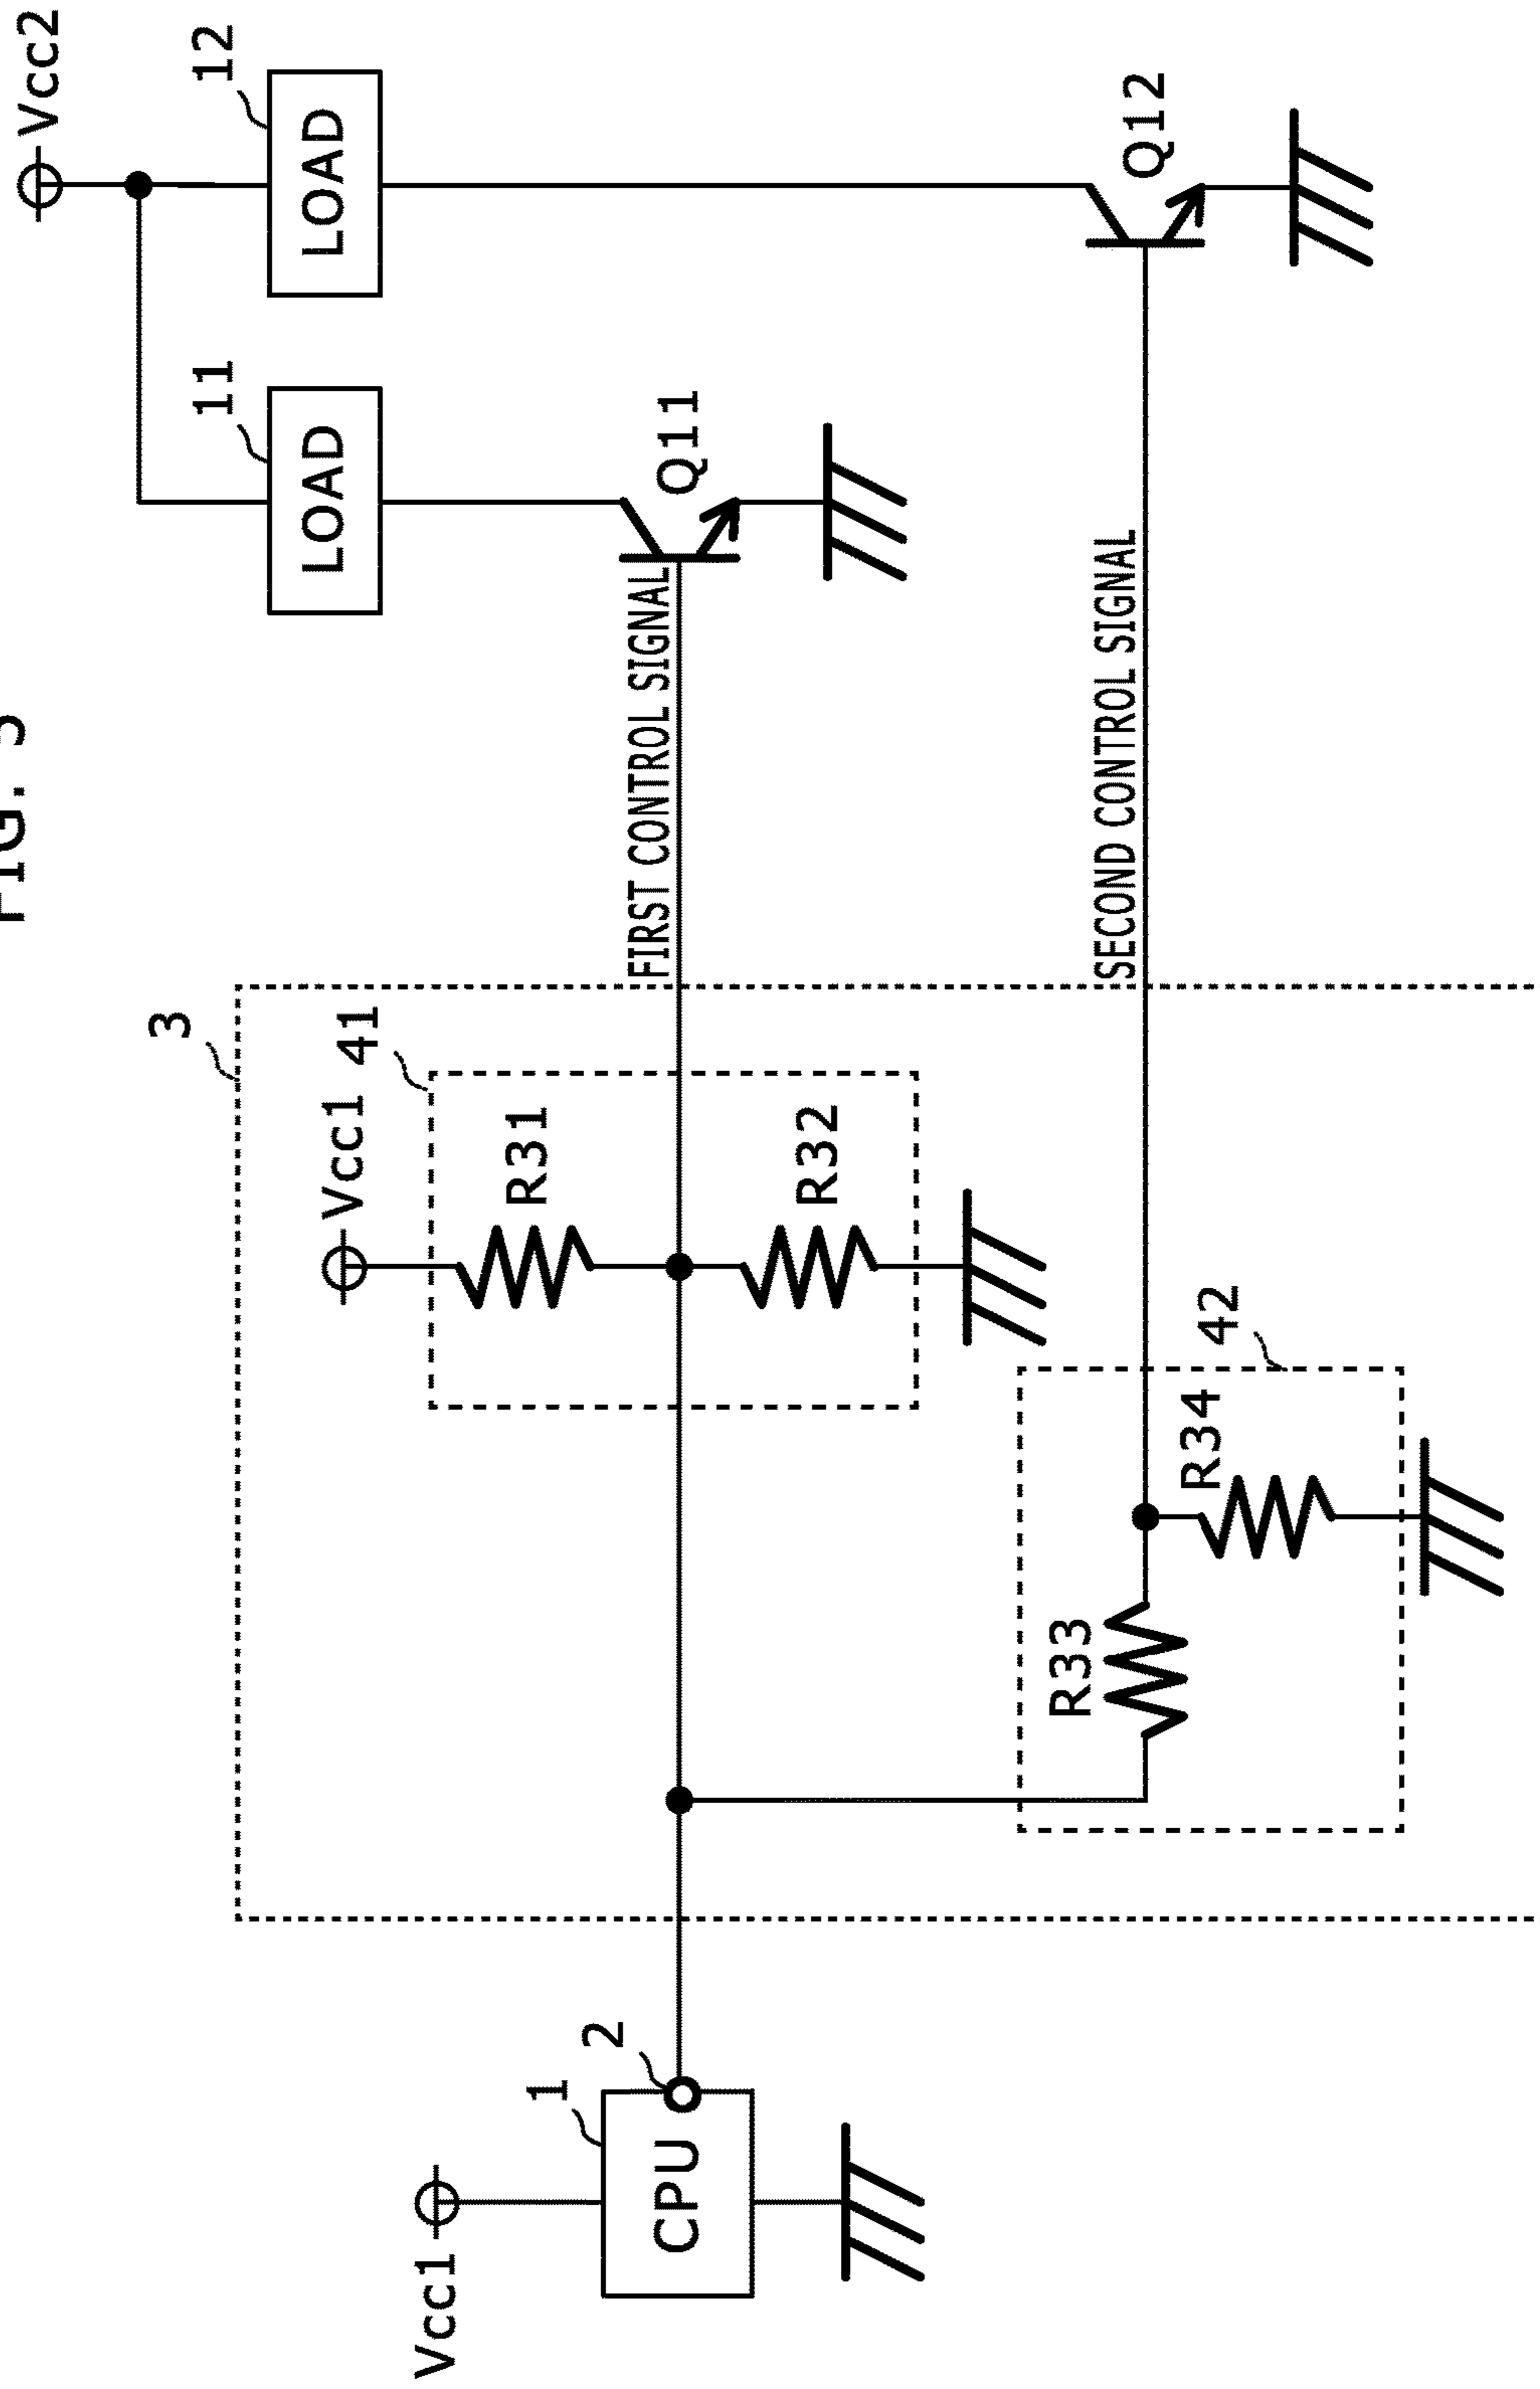 FIG.
Vcc2
3
11
12
LOAD
LOAD
Vcc1
41
Vcc1
R31
1
2
CPU
FIRST CONTROL SIGNAL
Q11
R32
R33
SECOND CONTROL SIGNAL
Q12
R34
42